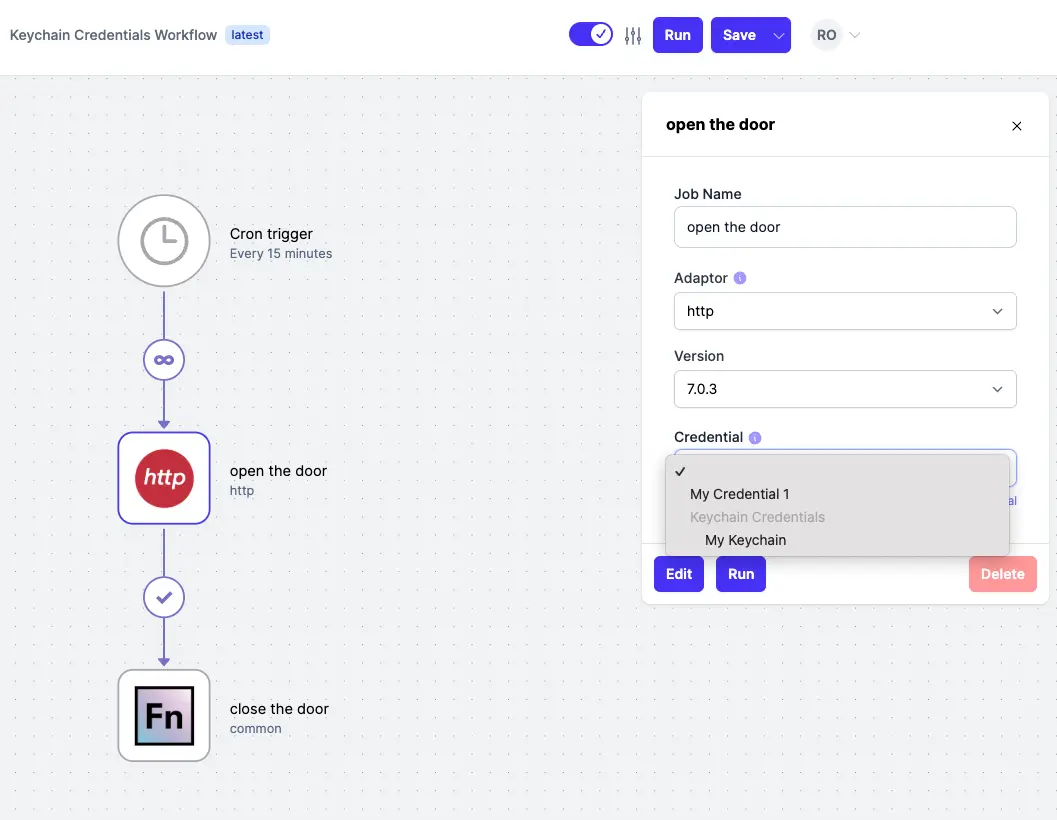 Keychain Credentials Workflow latest
Run
Save
RO
open the door
Job Name
open the door
Adaptor
http
Version
7.0.3
Credential
My Credential 1
Keychain Credentials
My Keychain
Edit
Run
Delete
Cron trigger
Every 15 minutes
http
open the door
http
Fn
close the door
common